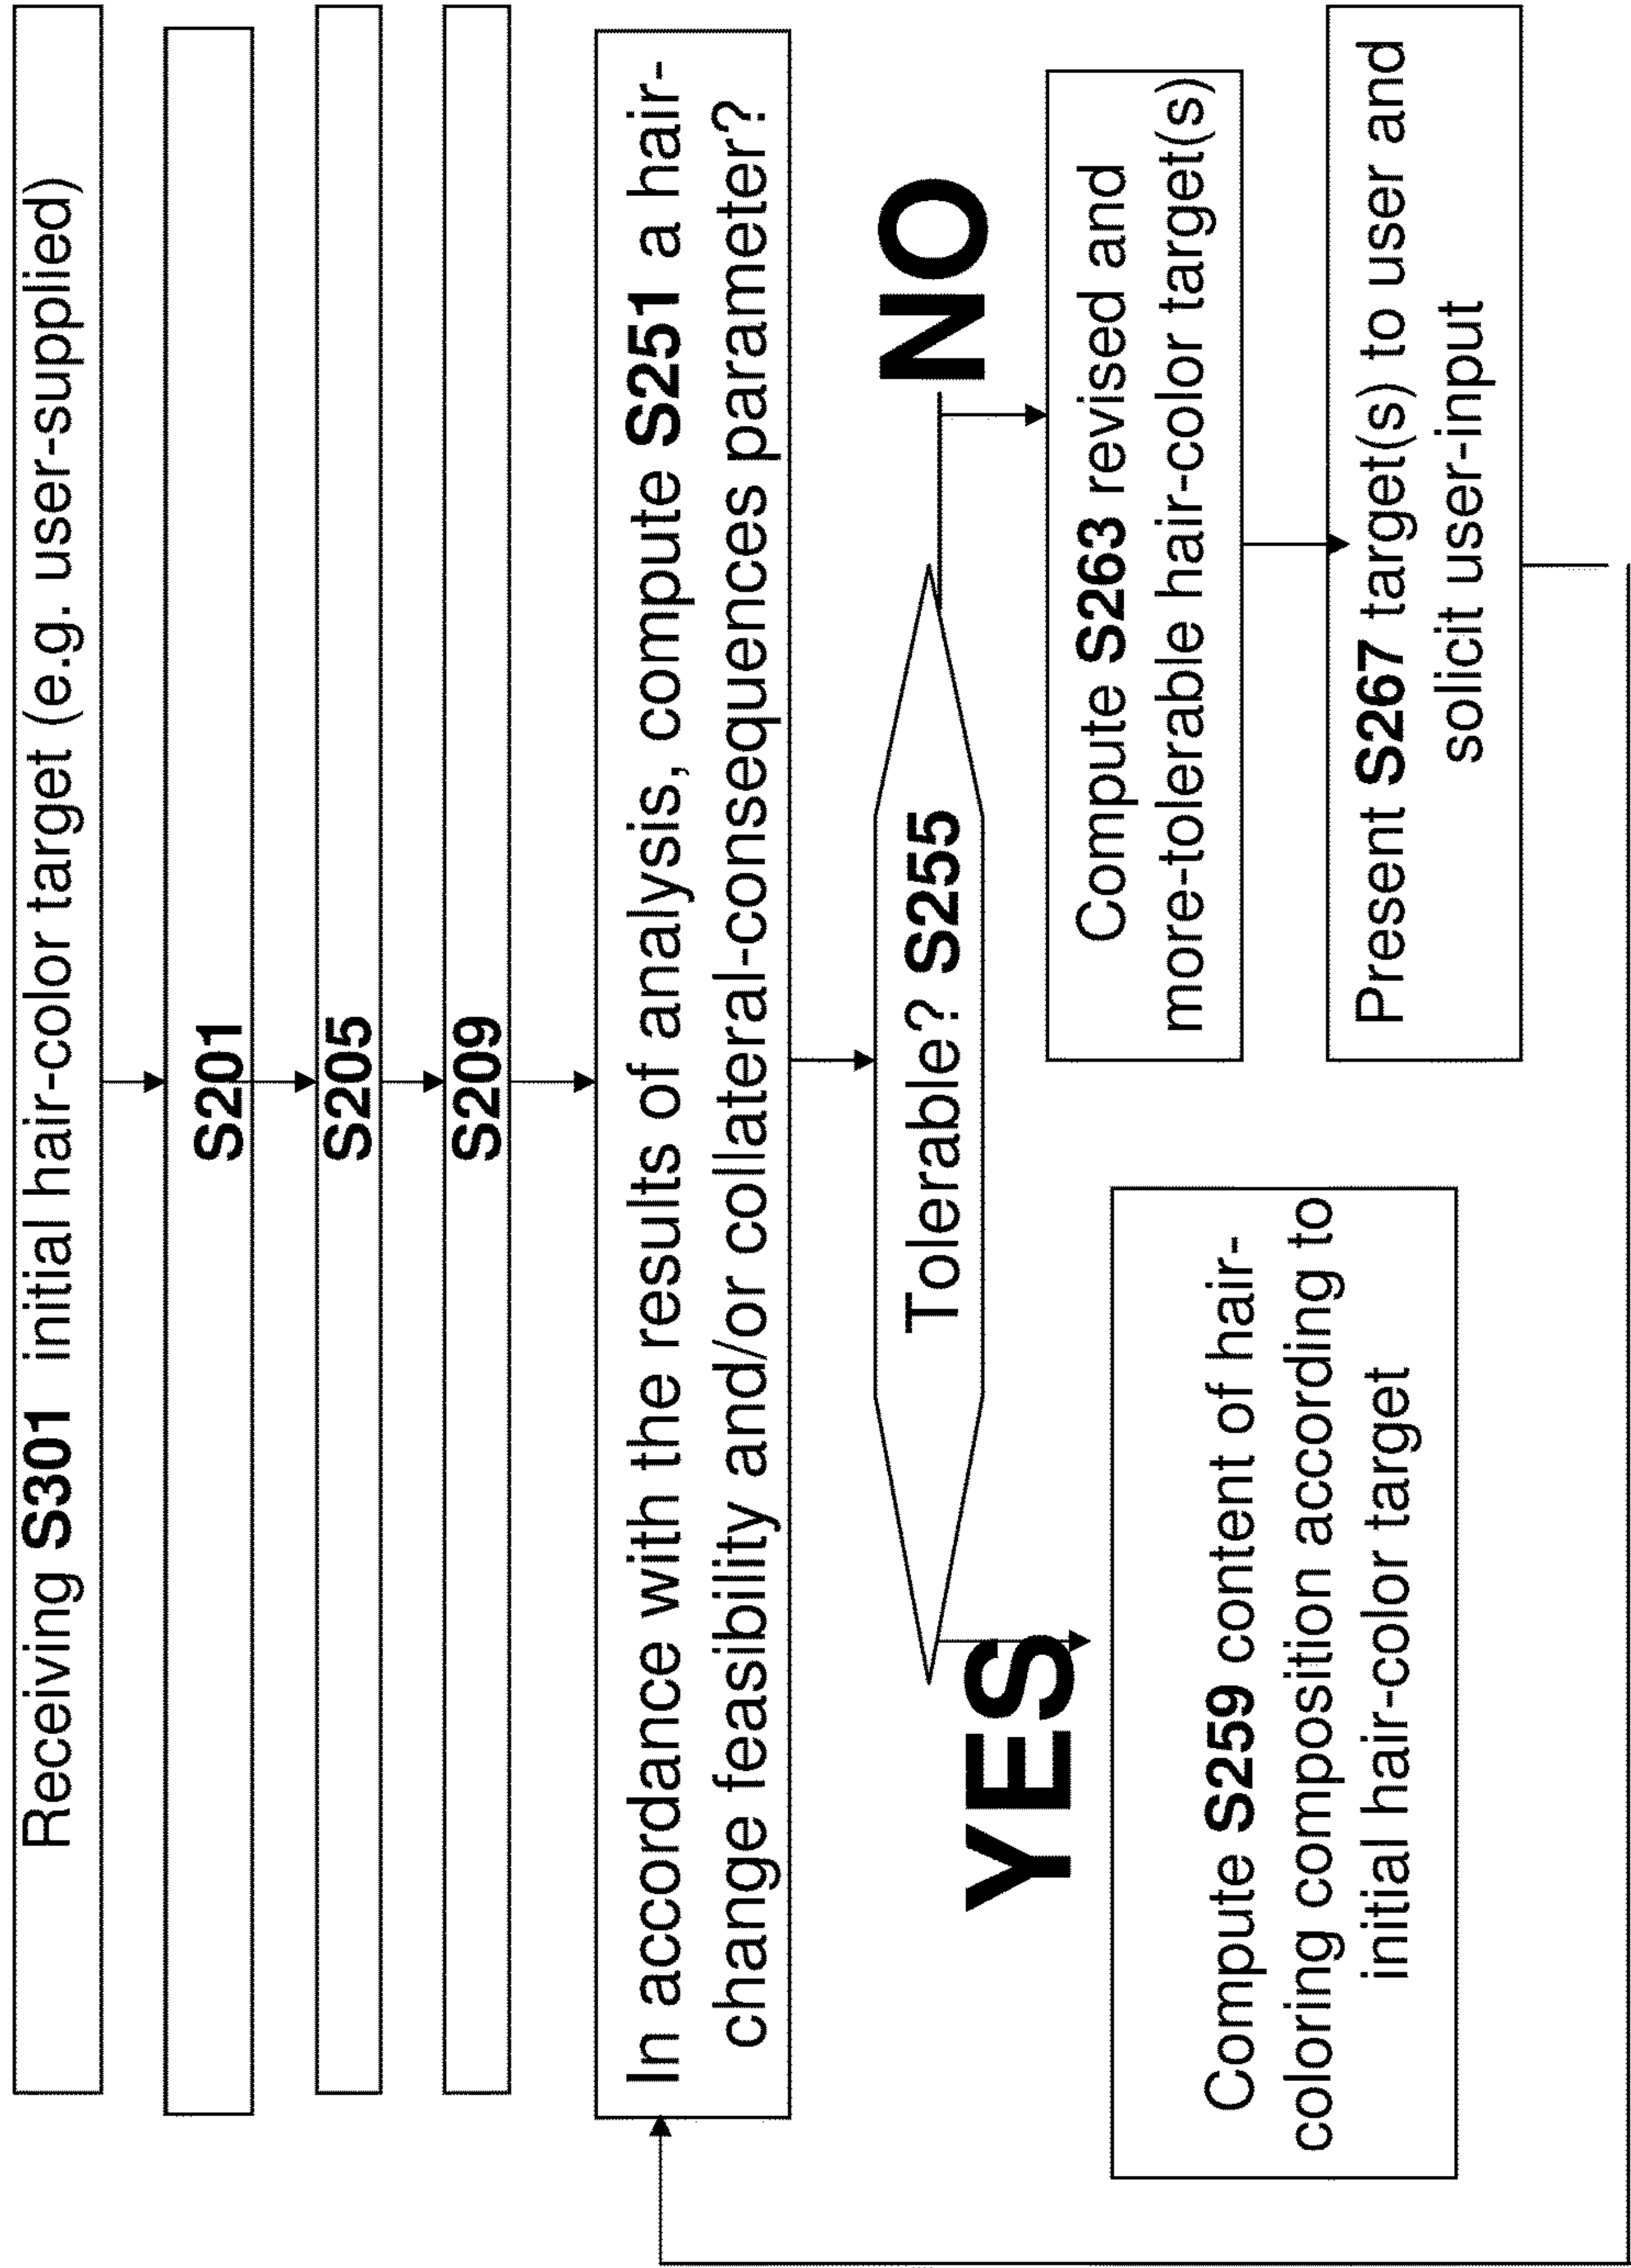 Receiving S301 initial hair-color target (e.g. user-supplied)
S201
S205
S209
In accordance with the results of analysis, compute S251 a hair-
change feasibility and/or collateral-consequences parameter?
Tolerable? S255
YES
NO
Compute S259 content of hair-
coloring composition according to
initial hair-color target
Compute S263 revised and
more-tolerable hair-color target(s)
Present S267 target(s) to user and
solicit user-input